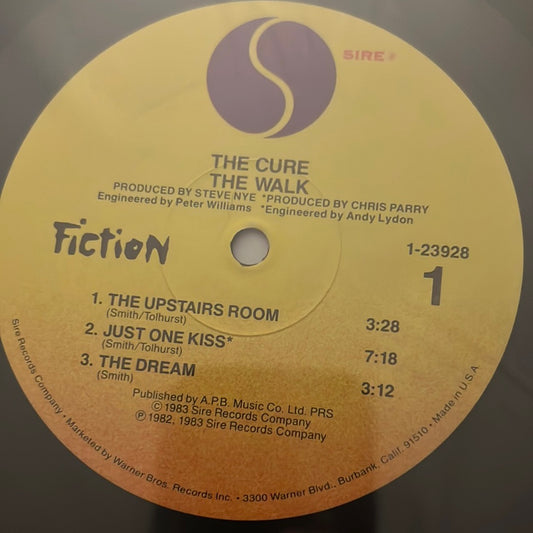 SIRE
THE CURE
THE WALK
PRODUCED BY STEVE NYE *PRODUCED BY CHRIS PARRY
Engineered by Peter Williams *Engineered by Andy Lydon
Fiction
1-23928
1
1. THE UPSTAIRS ROOM 3:28
(Smith/Tolhurst)
2. JUST ONE KISS* 7:18
(Smith/Tolhurst)
3. THE DREAM 3:12
(Smith)
Published by A.P.B. Music Co. Ltd. PRS
© 1983 Sire Records Company
℗ 1982, 1983 Sire Records Company
Sire Records Company • Marketed by Warner Bros. Records Inc. • 3300 Warner Blvd., Burbank, Calif. 91510 • Made in U.S.A